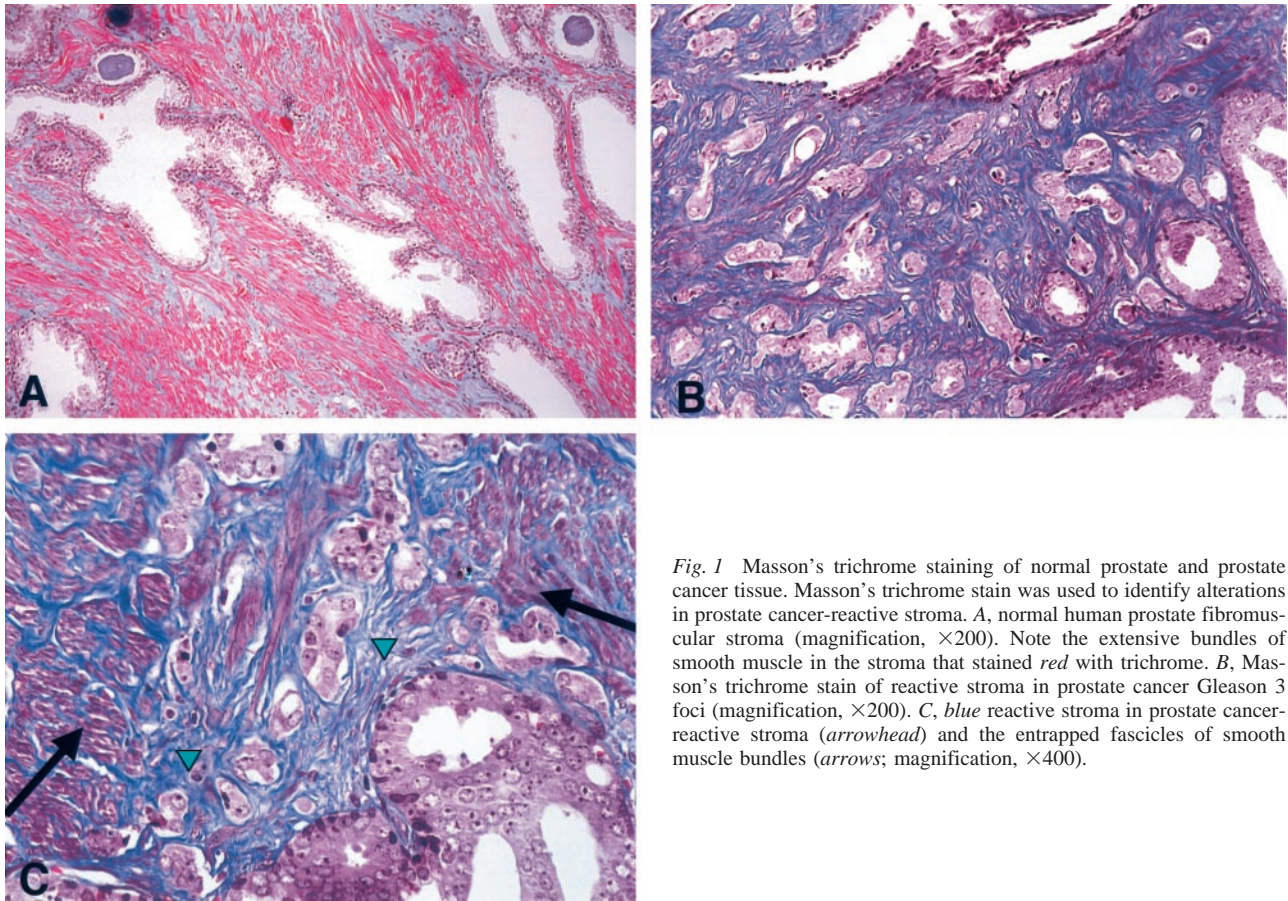 A
B
C
Fig. 1 Masson's trichrome staining of normal prostate and prostate
cancer tissue. Masson's trichrome stain was used to identify alterations
in prostate cancer-reactive stroma. A, normal human prostate fibromus-
cular stroma (magnification, ×200). Note the extensive bundles of
smooth muscle in the stroma that stained red with trichrome. B, Mas-
son's trichrome stain of reactive stroma in prostate cancer Gleason 3
foci (magnification, ×200). C, blue reactive stroma in prostate cancer-
reactive stroma (arrowhead) and the entrapped fascicles of smooth
muscle bundles (arrows; magnification, ×400).